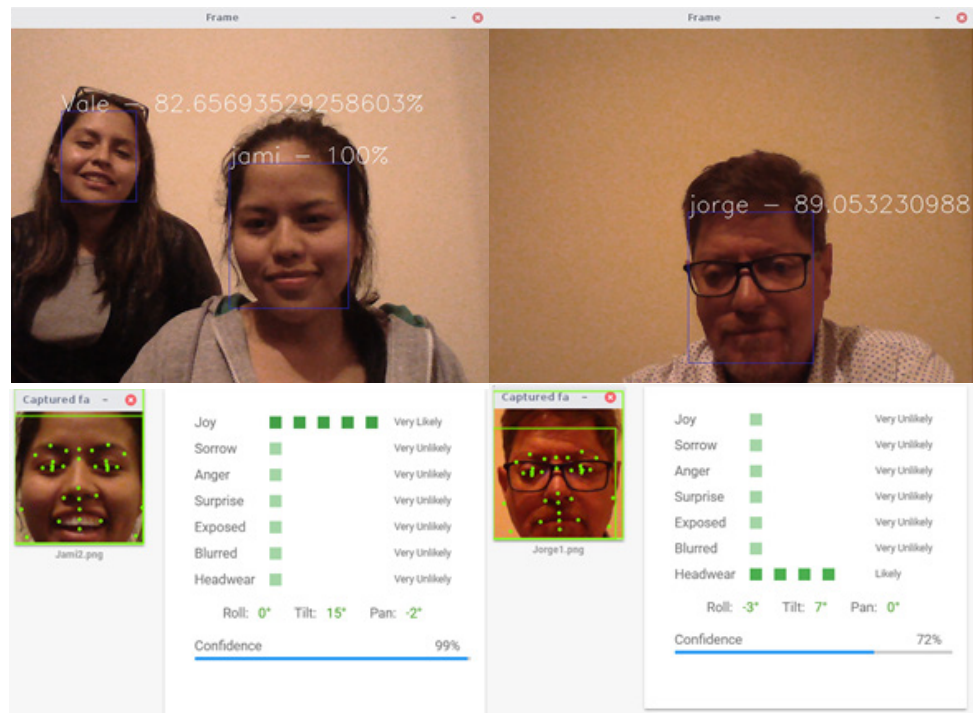 Frame
Vale - 82.65693529258603%
jami - 100%
Frame
jorge - 89.053230988
Captured fa
Jami2.png
Joy Very Likely
Sorrow Very Unlikely
Anger Very Unlikely
Surprise Very Unlikely
Exposed Very Unlikely
Blurred Very Unlikely
Headwear Very Unlikely
Roll: 0° Tilt: 15° Pan: -2°
Confidence 99%
Captured fa
Jorge1.png
Joy Very Unlikely
Sorrow Very Unlikely
Anger Very Unlikely
Surprise Very Unlikely
Exposed Very Unlikely
Blurred Very Unlikely
Headwear Likely
Roll: -3° Tilt: 7° Pan: 0°
Confidence 72%